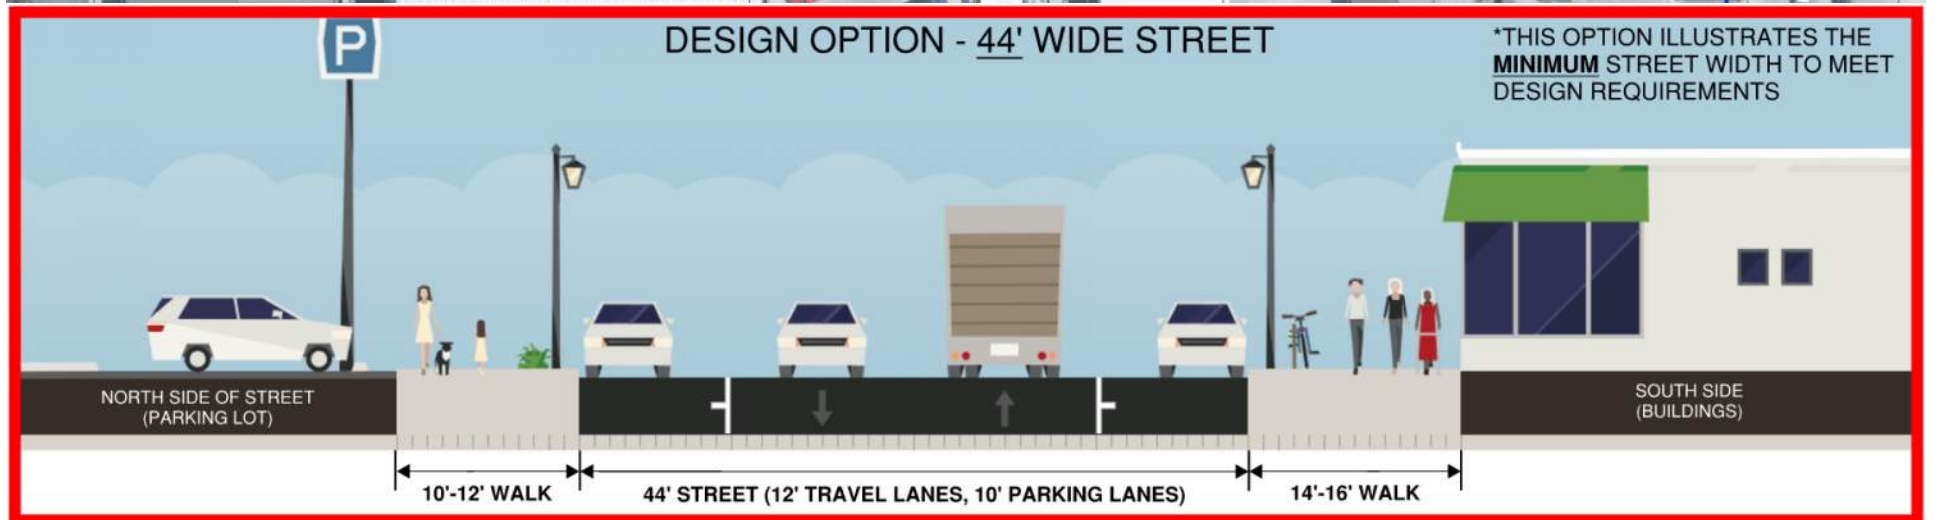 P
DESIGN OPTION - 44' WIDE STREET
*THIS OPTION ILLUSTRATES THE
MINIMUM STREET WIDTH TO MEET
DESIGN REQUIREMENTS
NORTH SIDE OF STREET
(PARKING LOT)
SOUTH SIDE
(BUILDINGS)
10'-12' WALK
44' STREET (12' TRAVEL LANES, 10' PARKING LANES)
14'-16' WALK